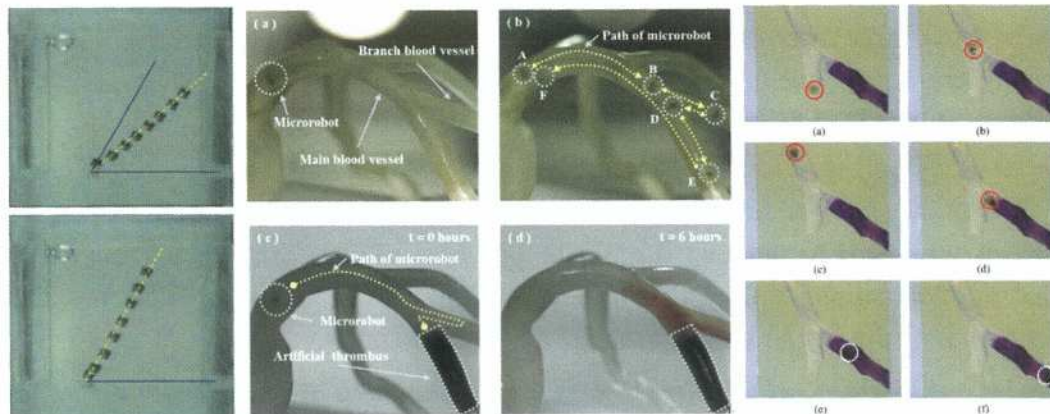 (a)
Branch blood vessel
Microrobot
Main blood vessel
(b)
Path of microrobot
A
B
C
F
D
E
(c)
t = 0 hours
Path of microrobot
Microrobot
Artificial thrombus
(d)
t = 6 hours
(a)
(b)
(c)
(d)
(e)
(f)